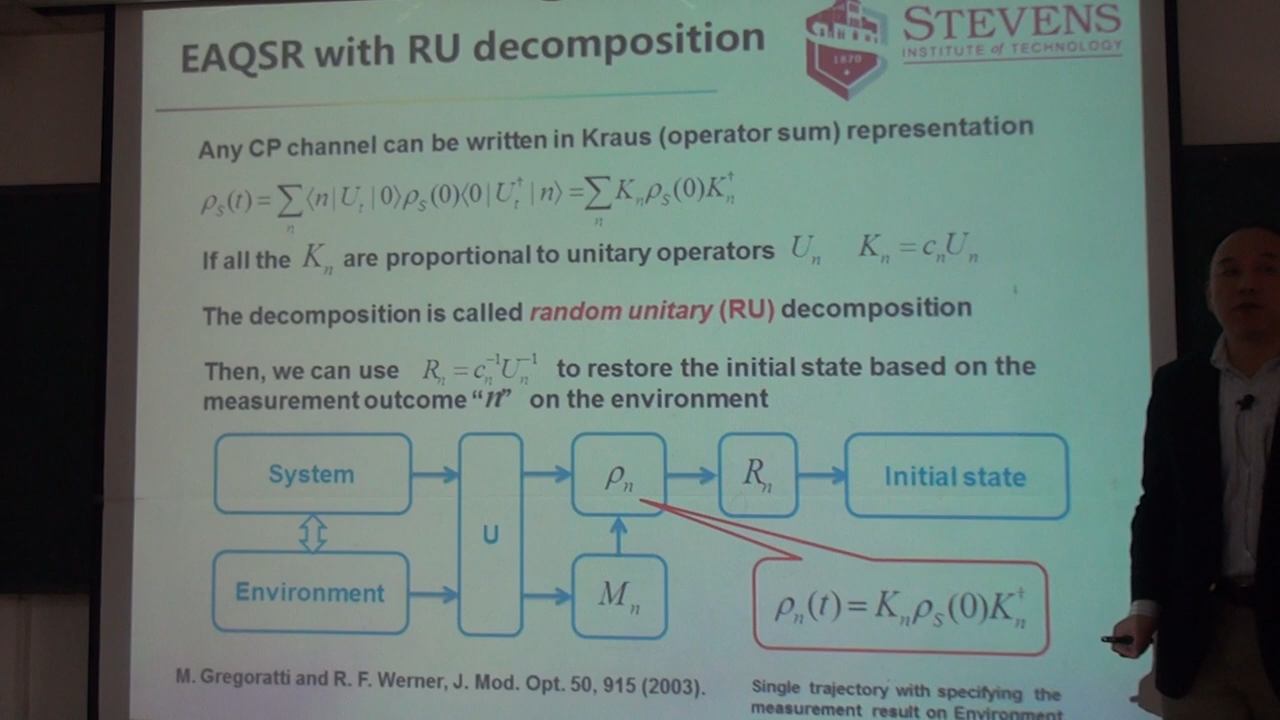 EAQSR with RU decomposition
STEVENS
INSTITUTE of TECHNOLOGY
1870
Any CP channel can be written in Kraus (operator sum) representation
ρ_S(t) = ∑_n ⟨n|U_t|0⟩ρ_S(0)⟨0|U_t^†|n⟩ = ∑_n K_n ρ_S(0)K_n^†
If all the K_n are proportional to unitary operators U_n K_n = c_n U_n
The decomposition is called random unitary (RU) decomposition
Then, we can use R_n = c_n^{-1} U_n^{-1} to restore the initial state based on the
measurement outcome “n” on the environment
System
U
ρ_n
R_n
Initial state
Environment
M_n
ρ_n(t) = K_n ρ_S(0)K_n^†
M. Gregoratti and R. F. Werner, J. Mod. Opt. 50, 915 (2003).
Single trajectory with specifying the
measurement result on Environment